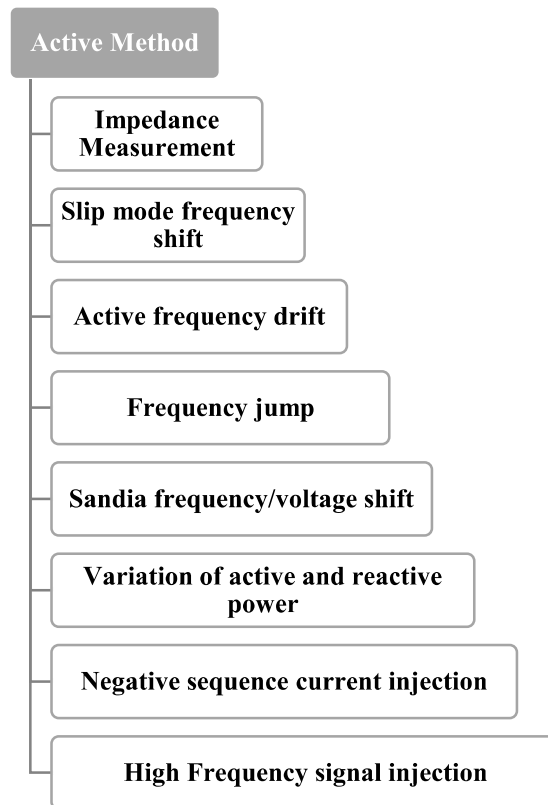 Active Method
Impedance
Measurement
Slip mode frequency
shift
Active frequency drift
Frequency jump
Sandia frequency/voltage shift
Variation of active and reactive
power
Negative sequence current injection
High Frequency signal injection